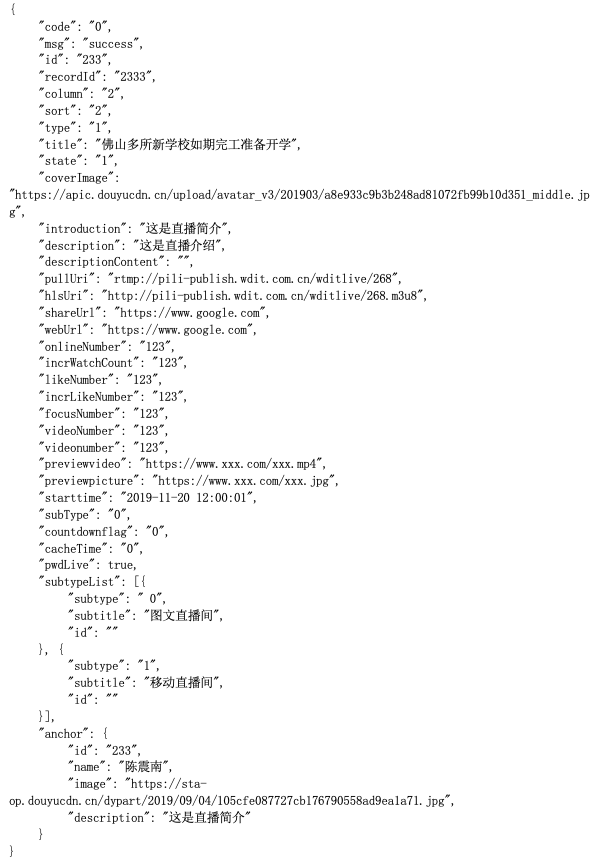 {
"code": "0",
"msg": "success",
"id": "233",
"recordId": "2333",
"column": "2",
"sort": "2",
"type": "1",
"title": "佛山多所新学校如期完工准备开学",
"state": "1",
"coverImage":
"https://apic.douyucdn.cn/upload/avatar_v3/201903/a8e933c9b3b248ad81072fb99b10d351_middle.jp
g",
"introduction": "这是直播简介",
"description": "这是直播介绍",
"descriptionContent": "",
"pullUri": "rtmp://pili-publish.wdit.com.cn/wditlive/268",
"hlsUri": "http://pili-publish.wdit.com.cn/wditlive/268.m3u8",
"shareUrl": "https://www.google.com",
"webUrl": "https://www.google.com",
"onlineNumber": "123",
"incrWatchCount": "123",
"likeNumber": "123",
"incrLikeNumber": "123",
"focusNumber": "123",
"videoNumber": "123",
"videonumber": "123",
"previewvideo": "https://www.xxx.com/xxx.mp4",
"previewpicture": "https://www.xxx.com/xxx.jpg",
"starttime": "2019-11-20 12:00:01",
"subType": "0",
"countdownflag": "0",
"cacheTime": "0",
"pwdLive": true,
"subtypeList": [{
"subtype": " 0",
"subtitle": "图文直播间",
"id": ""
}, {
"subtype": "1",
"subtitle": "移动直播间",
"id": ""
}],
"anchor": {
"id": "233",
"name": "陈震南",
"image": "https://sta-
op.douyucdn.cn/dypart/2019/09/04/105cfe087727cb176790558ad9ea1a71.jpg",
"description": "这是直播简介"
}
}